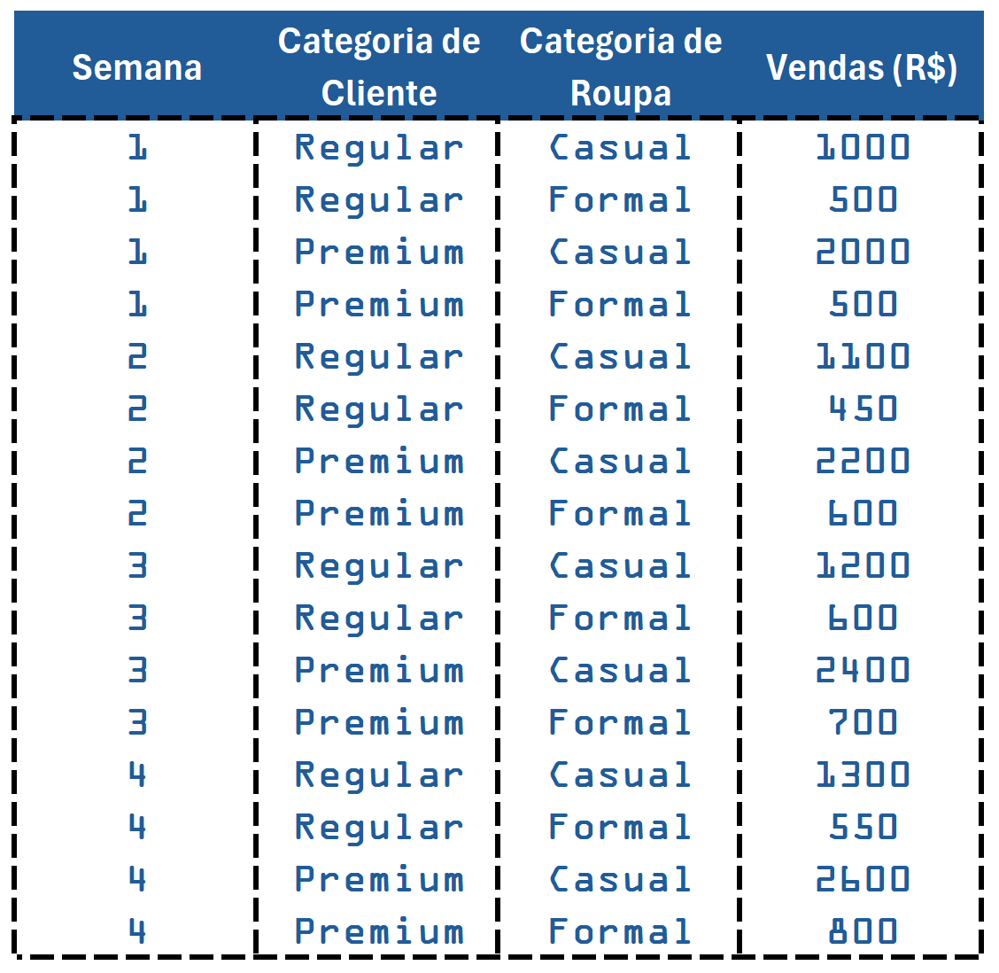 Semana Categoria de Cliente Categoria de Roupa Vendas (R$)
1 Regular Casual 1000
1 Regular Formal 500
1 Premium Casual 2000
1 Premium Formal 500
2 Regular Casual 1100
2 Regular Formal 450
2 Premium Casual 2200
2 Premium Formal 600
3 Regular Casual 1200
3 Regular Formal 600
3 Premium Casual 2400
3 Premium Formal 700
4 Regular Casual 1300
4 Regular Formal 550
4 Premium Casual 2600
4 Premium Formal 800